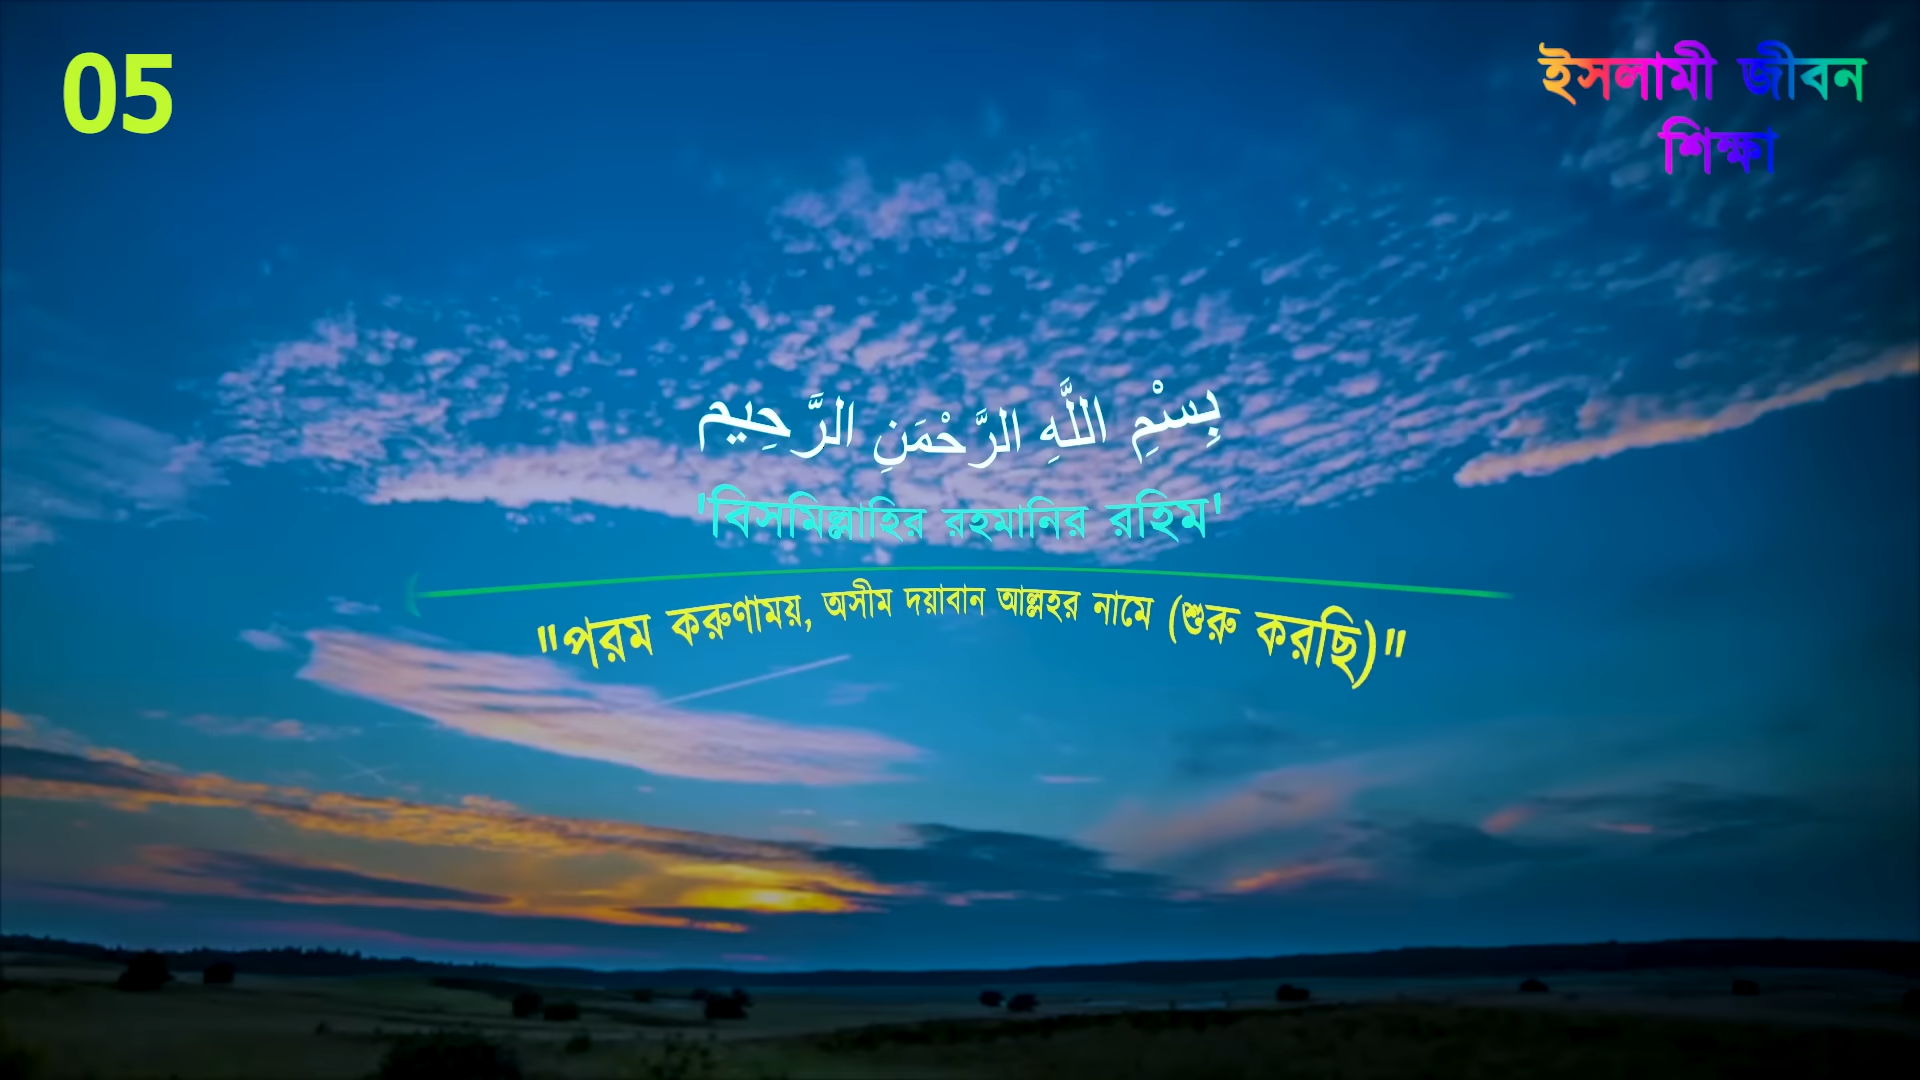 05
ইসলামী জীবন
শিক্ষা
بِسْمِ اللَّهِ الرَّحْمَنِ الرَّحِيم
'বিসমিল্লাহির রহমানির রহিম'
"পরম করুণাময়, অসীম দয়াবান আল্লহর নামে (শুরু করছি)"